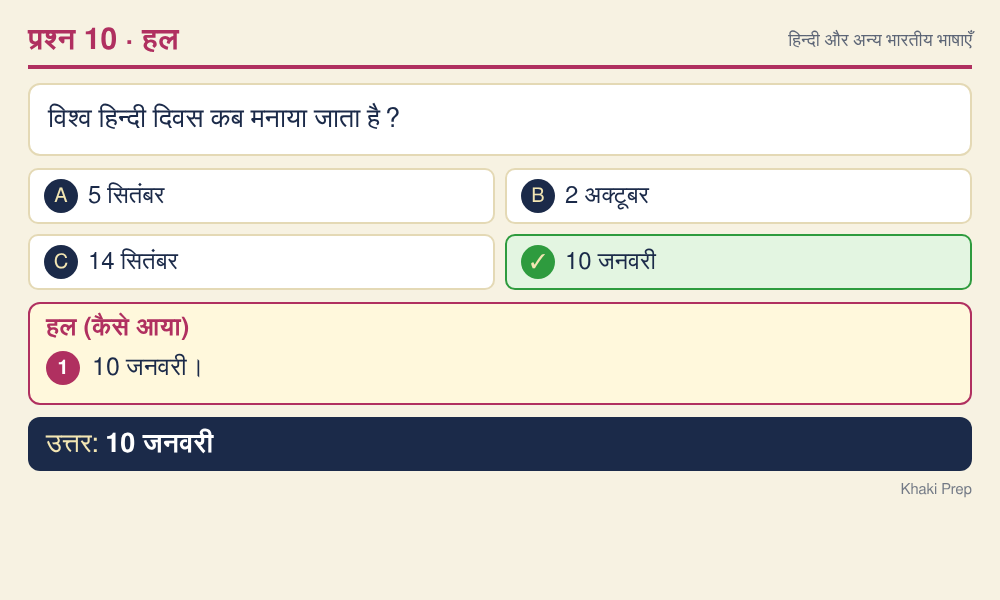 प्रश्न 10 · हल
हिन्दी और अन्य भारतीय भाषाएँ
विश्व हिन्दी दिवस कब मनाया जाता है ?
A 5 सितंबर
B 2 अक्टूबर
C 14 सितंबर
✓ 10 जनवरी
हल (कैसे आया)
1 10 जनवरी ।
उत्तर: 10 जनवरी
Khaki Prep